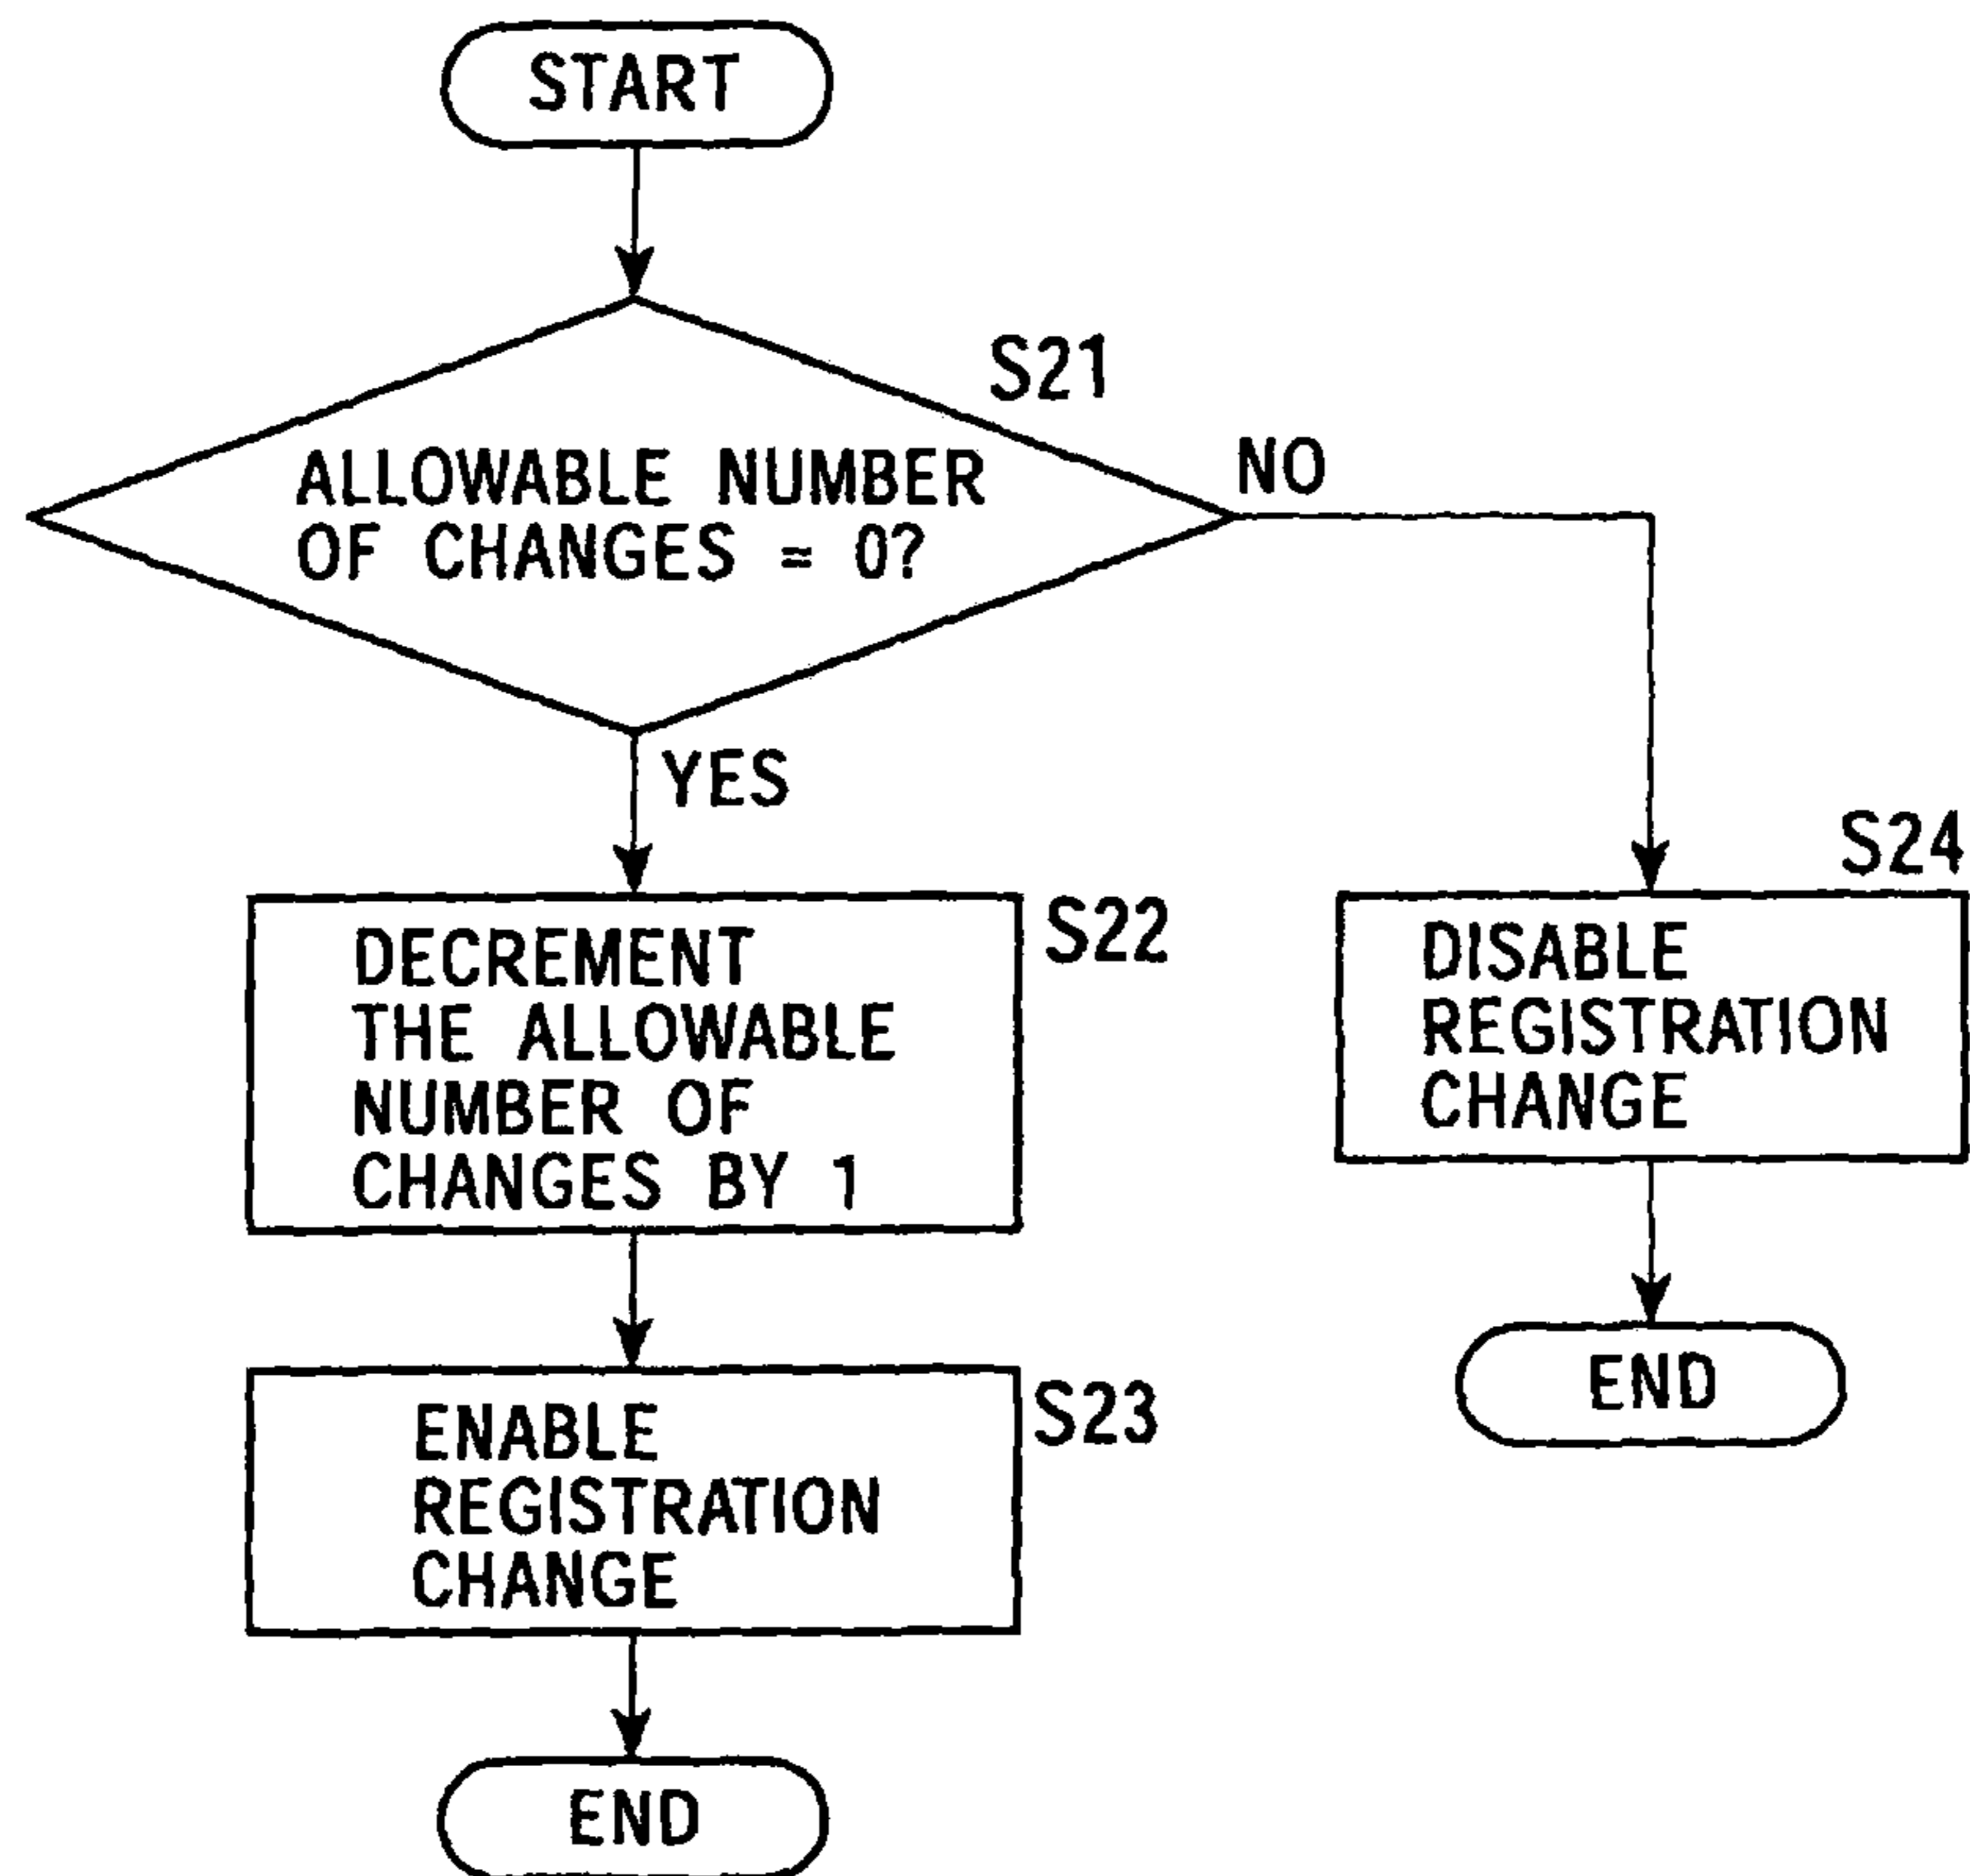 START
S21
ALLOWABLE NUMBER
OF CHANGES = 0?
NO
YES
S22
DECREMENT
THE ALLOWABLE
NUMBER OF
CHANGES BY 1
S24
DISABLE
REGISTRATION
CHANGE
S23
ENABLE
REGISTRATION
CHANGE
END
END